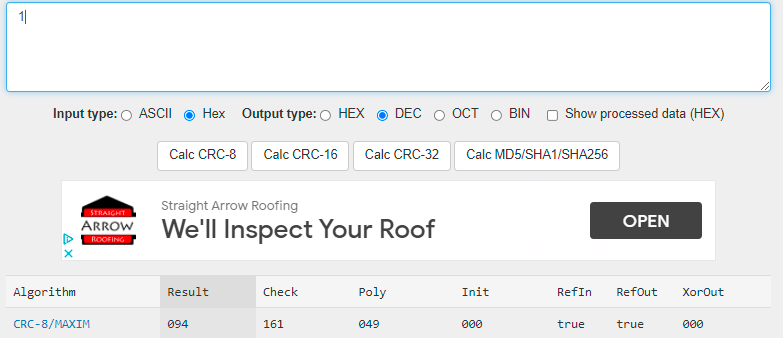 1
Input type: ASCII Hex Output type: HEX DEC OCT BIN Show processed data (HEX)
Calc CRC-8 Calc CRC-16 Calc CRC-32 Calc MD5/SHA1/SHA256
STRAIGHT
ARROW
ROOFING
Straight Arrow Roofing
We'll Inspect Your Roof
OPEN
Algorithm Result Check Poly Init RefIn RefOut XorOut
CRC-8/MAXIM 094 161 049 000 true true 000